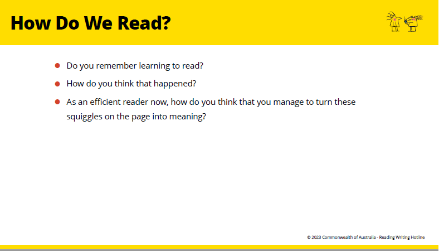 How Do We Read?
Do you remember learning to read?
How do you think that happened?
As an efficient reader now, how do you think that you manage to turn these
squiggles on the page into meaning?
© 2023 Commonwealth of Australia - Reading Writing Hotline